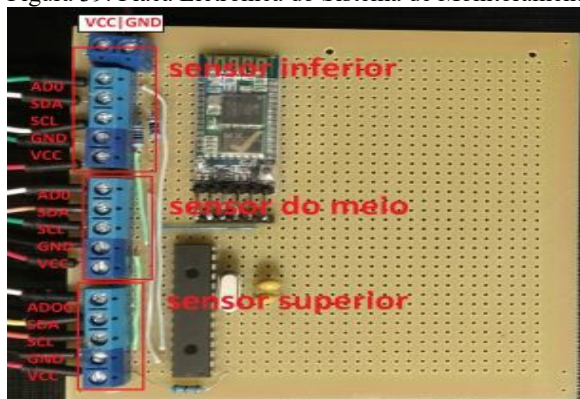 VCC|GND
sensor inferior
AD0
SDA
SCL
GND
VCC
sensor do meio
AD0
SDA
SCL
GND
VCC
sensor superior
ADO0
SDA
SCL
GND
VCC